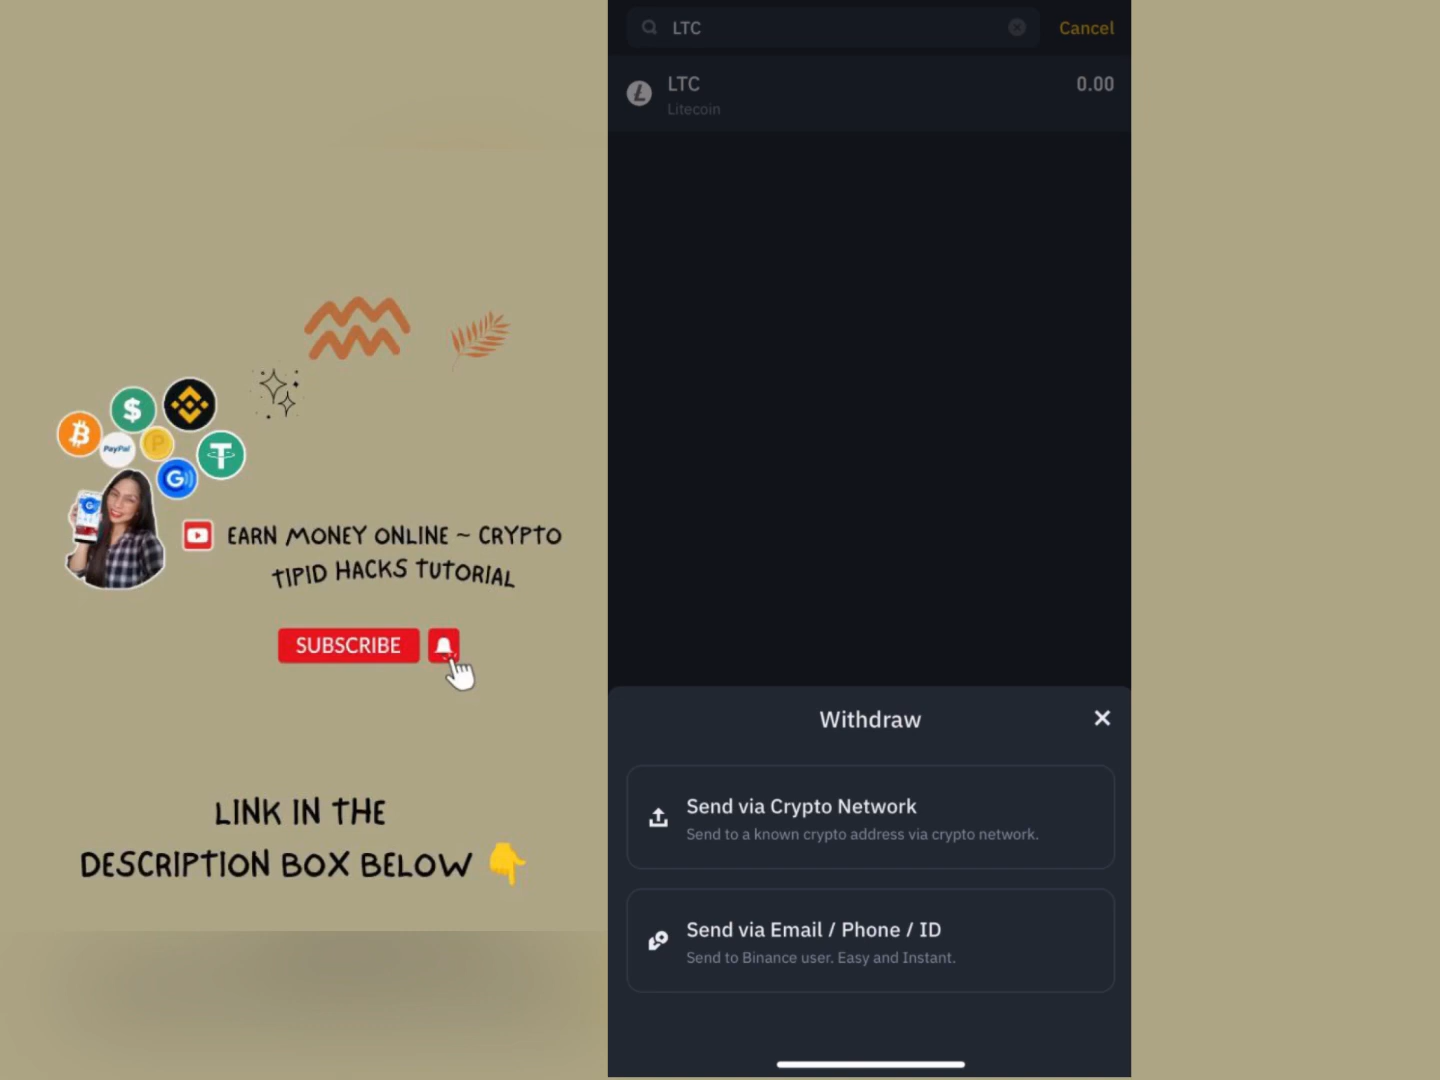 EARN MONEY ONLINE ~ CRYPTO
TIPID HACKS TUTORIAL
SUBSCRIBE
LINK IN THE
DESCRIPTION BOX BELOW
PayPal
LTC
Cancel
LTC
0.00
Litecoin
Withdraw
Send via Crypto Network
Send to a known crypto address via crypto network.
Send via Email / Phone / ID
Send to Binance user. Easy and Instant.